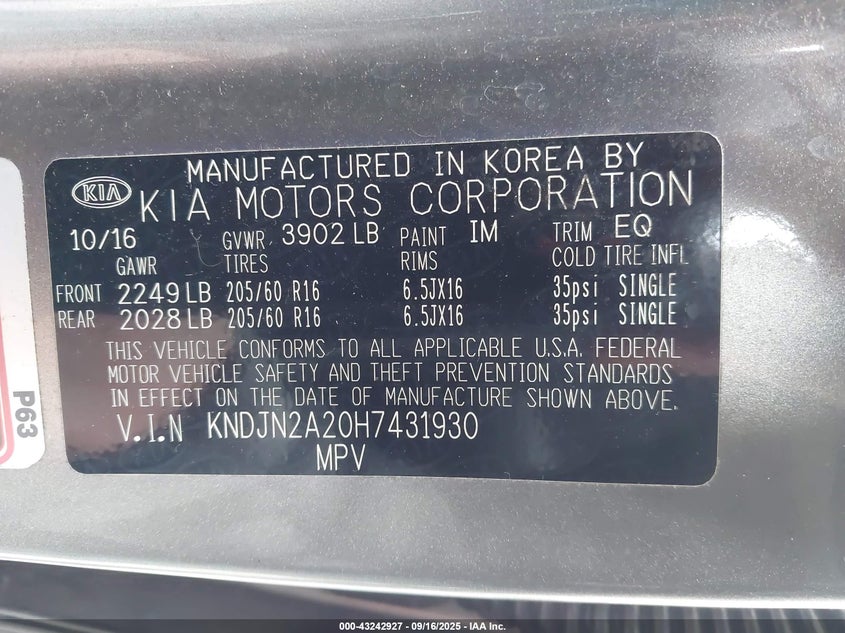 MANUFACTURED IN KOREA BY
KIA KIA MOTORS CORPORATION
10/16 GVWR 3902 LB PAINT IM TRIM EQ
GAWR TIRES RIMS COLD TIRE INFL
FRONT 2249 LB 205/60 R16 6.5JX16 35psi SINGLE
REAR 2028 LB 205/60 R16 6.5JX16 35psi SINGLE
THIS VEHICLE CONFORMS TO ALL APPLICABLE U.S.A. FEDERAL
MOTOR VEHICLE SAFETY AND THEFT PREVENTION STANDARDS
IN EFFECT ON THE DATE OF MANUFACTURE SHOWN ABOVE.
V.I.N KNDJN2A20H7431930
MPV
P63
000-43242927 - 09/16/2025 - IAA Inc.